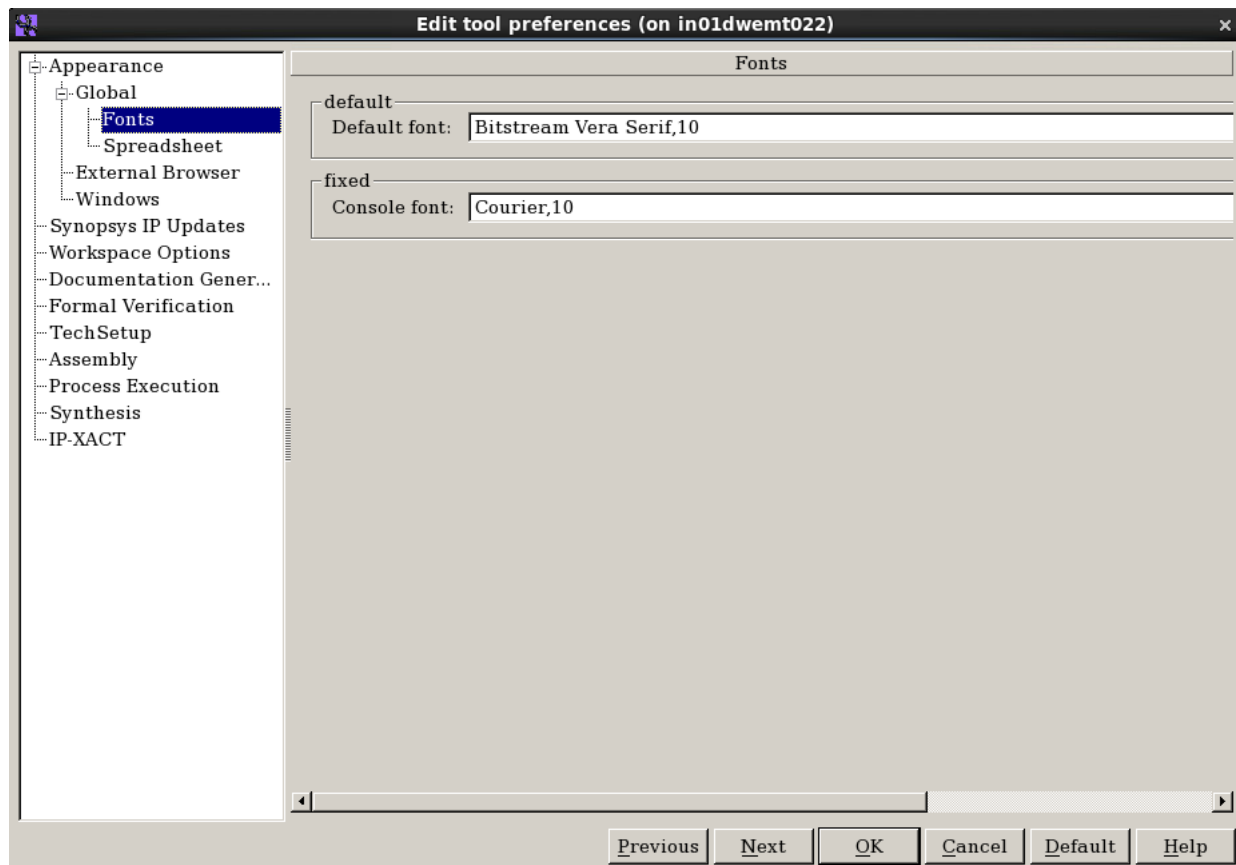 Edit tool preferences (on in01dwemt022)
Appearance
Global
Fonts
Spreadsheet
External Browser
Windows
Synopsys IP Updates
Workspace Options
Documentation Gener...
Formal Verification
TechSetup
Assembly
Process Execution
Synthesis
IP-XACT
Fonts
default
Default font: Bitstream Vera Serif,10
fixed
Console font: Courier,10
Previous Next OK Cancel Default Help